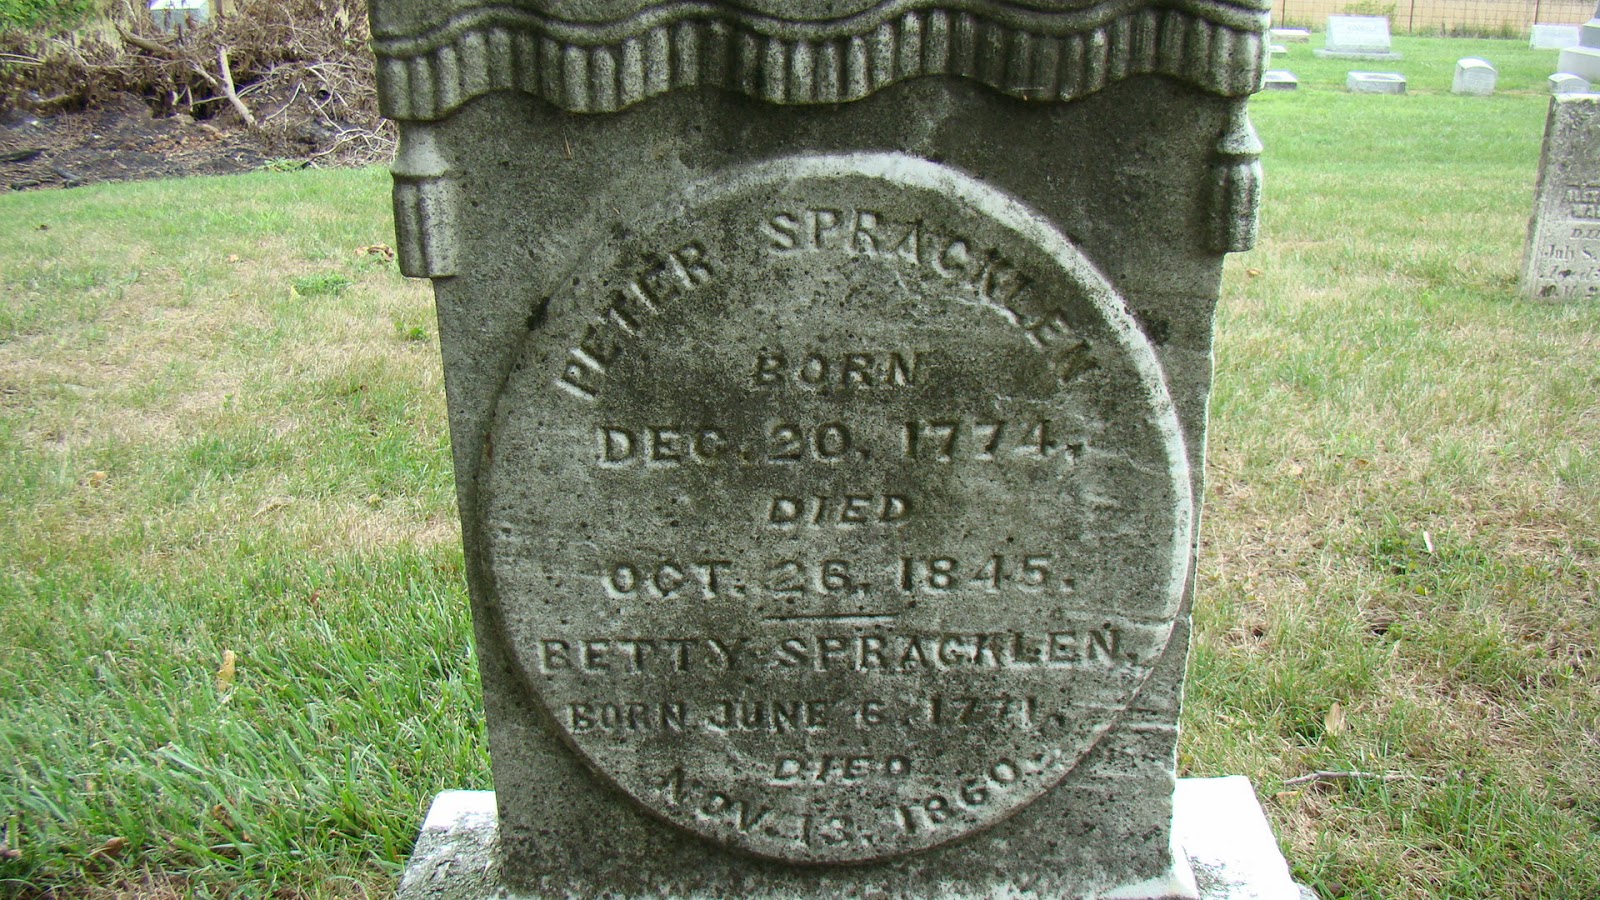 PETER SPRACKLEN
BORN
DEC. 20, 1774,
DIED
OCT. 26, 1845.
BETTY SPRACKLEN,
BORN JUNE 6, 1771,
DIED
NOV. 13, 1860.
July